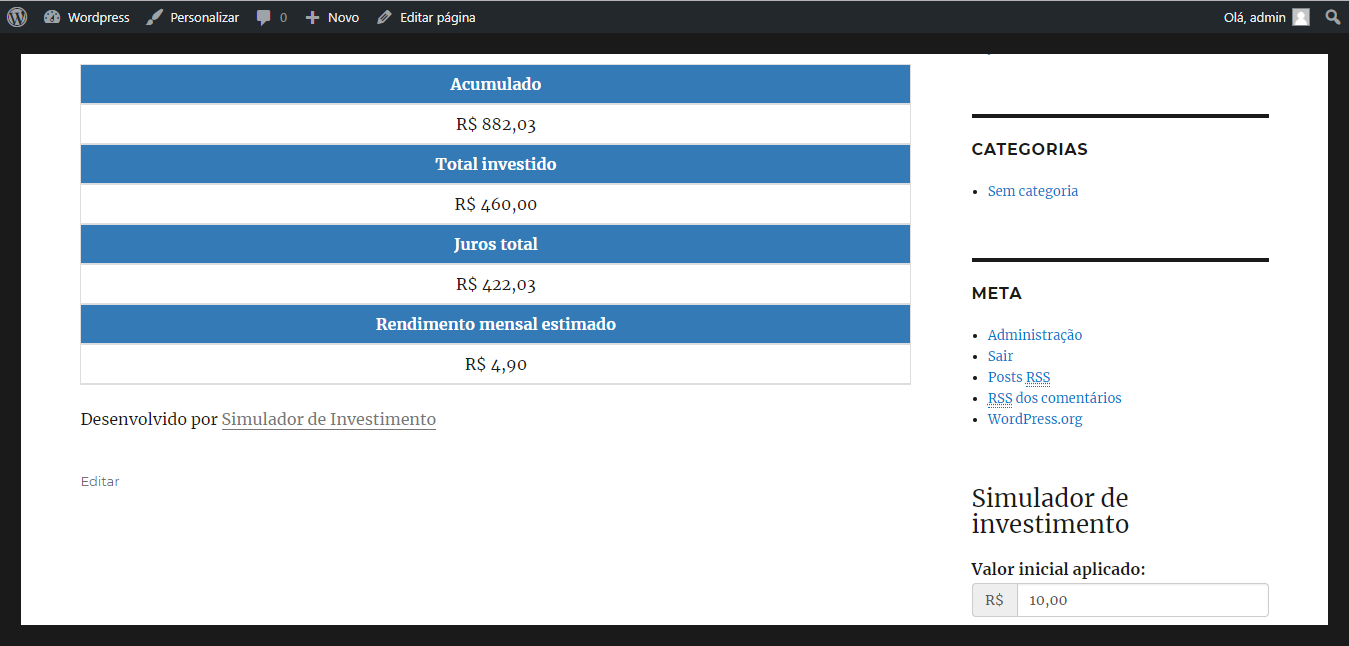 Wordpress
Personalizar
0
Novo
Editar página
Olá, admin
Acumulado
R$ 882,03
Total investido
R$ 460,00
Juros total
R$ 422,03
Rendimento mensal estimado
R$ 4,90
Desenvolvido por Simulador de Investimento
Editar
CATEGORIAS
Sem categoria
META
Administração
Sair
Posts RSS
RSS dos comentários
WordPress.org
Simulador de
investimento
Valor inicial aplicado:
R$ 10,00